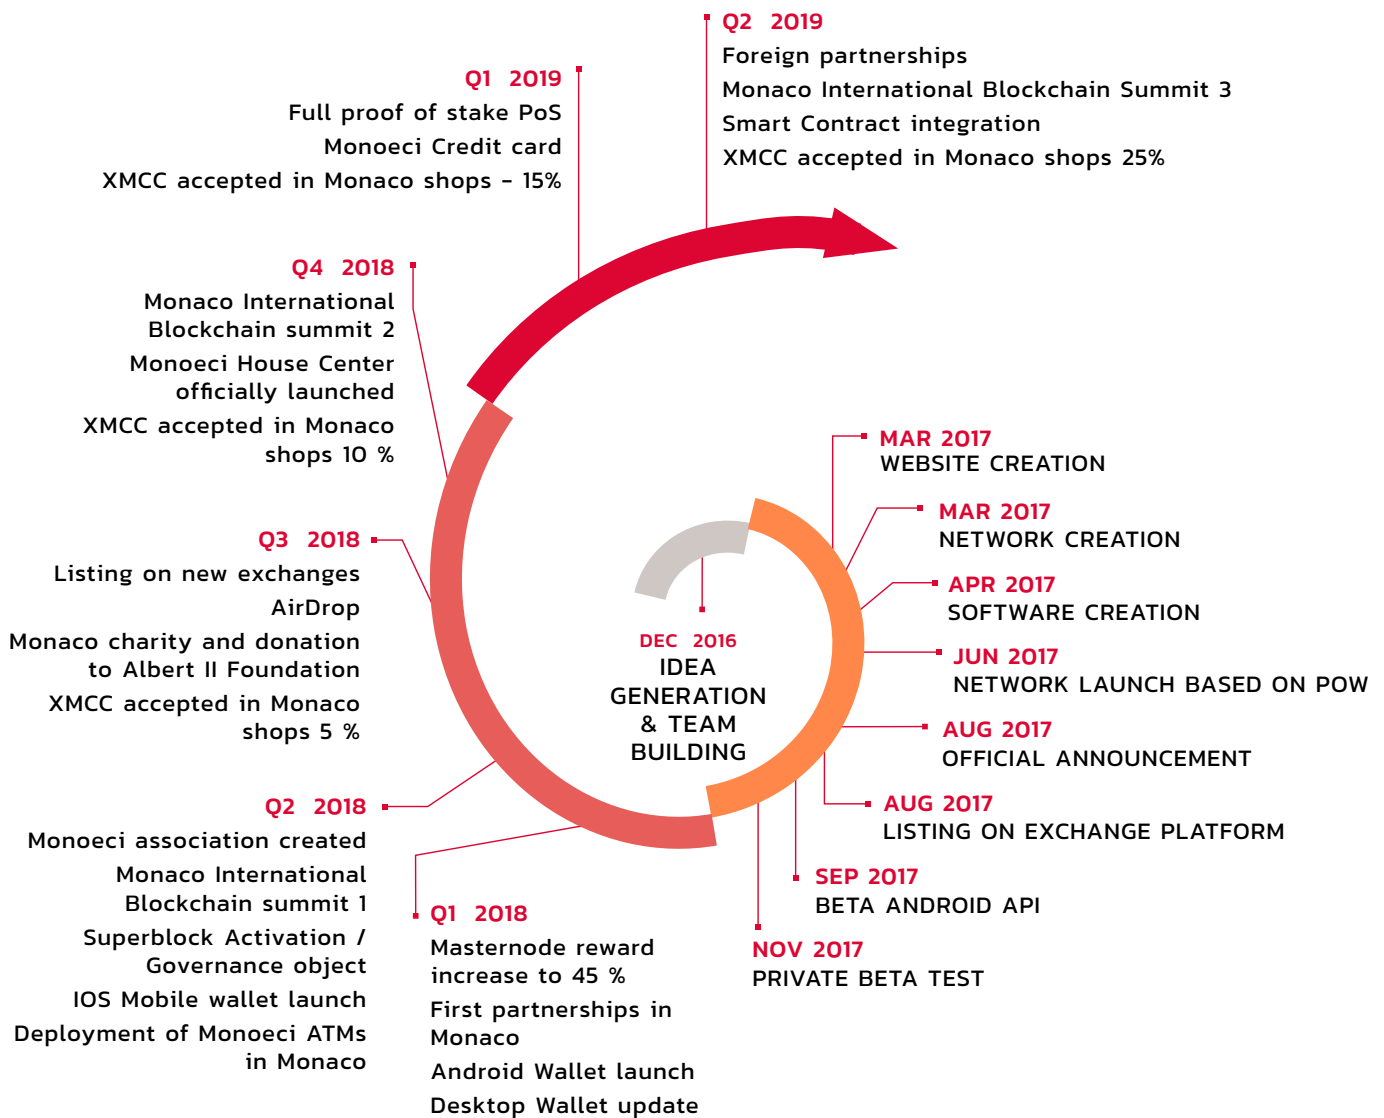 DEC 2016
IDEA
GENERATION
& TEAM
BUILDING
MAR 2017
WEBSITE CREATION
MAR 2017
NETWORK CREATION
APR 2017
SOFTWARE CREATION
JUN 2017
NETWORK LAUNCH BASED ON POW
AUG 2017
OFFICIAL ANNOUNCEMENT
AUG 2017
LISTING ON EXCHANGE PLATFORM
SEP 2017
BETA ANDROID API
NOV 2017
PRIVATE BETA TEST
Q1 2018
Masternode reward
increase to 45 %
First partnerships in
Monaco
Android Wallet launch
Desktop Wallet update
Q2 2018
Monoeci association created
Monaco International
Blockchain summit 1
Superblock Activation /
Governance object
IOS Mobile wallet launch
Deployment of Monoeci ATMs
in Monaco
Q3 2018
Listing on new exchanges
AirDrop
Monaco charity and donation
to Albert II Foundation
XMCC accepted in Monaco
shops 5 %
Q4 2018
Monaco International
Blockchain summit 2
Monoeci House Center
officially launched
XMCC accepted in Monaco
shops 10 %
Q1 2019
Full proof of stake PoS
Monoeci Credit card
XMCC accepted in Monaco shops - 15%
Q2 2019
Foreign partnerships
Monaco International Blockchain Summit 3
Smart Contract integration
XMCC accepted in Monaco shops 25%